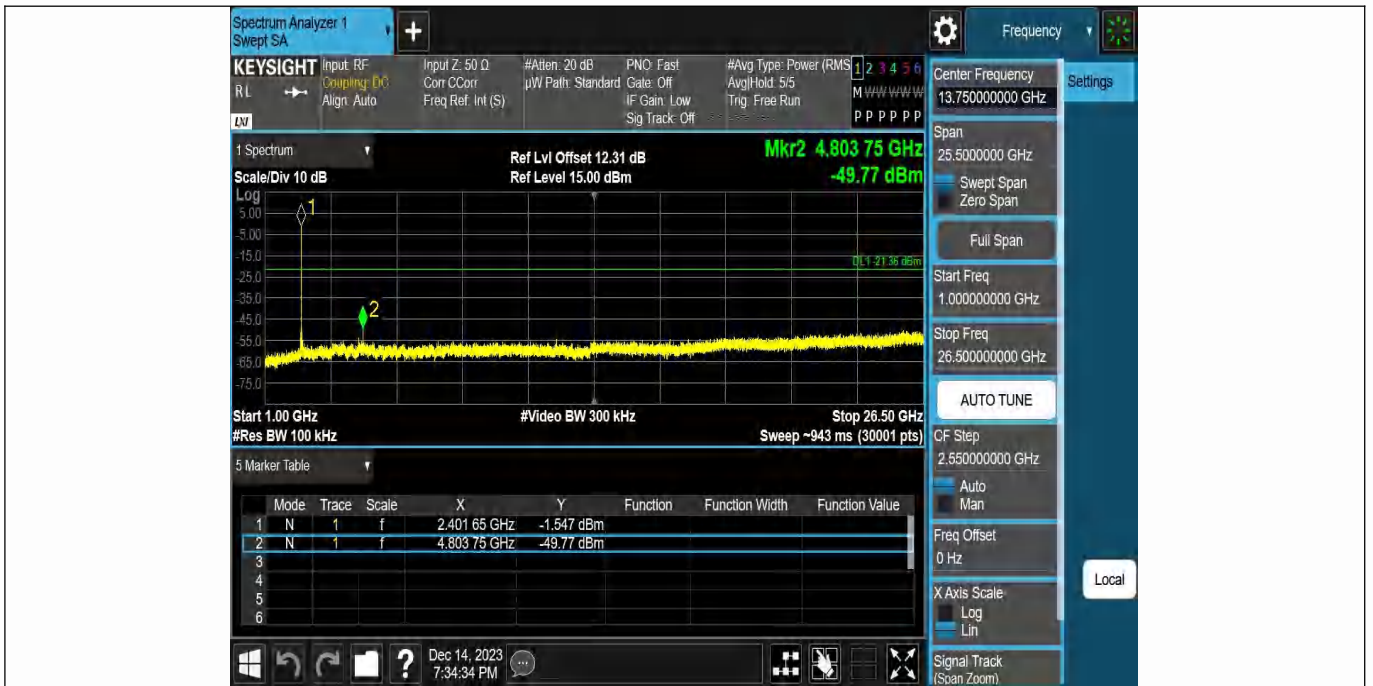 Spectrum Analyzer 1
Swept SA
+
Frequency
KEYSIGHT
RL
LXI
Input: RF
Coupling: DC
Align: Auto
Input Z: 50 Ω
Corr CCorr
Freq Ref: Int (S)
#Atten: 20 dB
µW Path: Standard
PNO: Fast
Gate: Off
IF Gain: Low
Sig Track: Off
#Avg Type: Power (RMS
Avg|Hold: 5/5
Trig: Free Run
1 2 3 4 5 6
M W W W W W
P P P P P P
Center Frequency
13.750000000 GHz
Settings
Span
25.5000000 GHz
Swept Span
Zero Span
Full Span
Start Freq
1.000000000 GHz
Stop Freq
26.500000000 GHz
AUTO TUNE
CF Step
2.550000000 GHz
Auto
Man
Freq Offset
0 Hz
X Axis Scale
Log
Lin
Signal Track
(Span Zoom)
Local
1 Spectrum
Scale/Div 10 dB
Ref Lvl Offset 12.31 dB
Ref Level 15.00 dBm
Mkr2 4.803 75 GHz
-49.77 dBm
Log
5.00
-5.00
-15.0
-25.0
-35.0
-45.0
-55.0
-65.0
-75.0
1
2
DL1 -21.36 dBm
Start 1.00 GHz
#Res BW 100 kHz
#Video BW 300 kHz
Stop 26.50 GHz
Sweep ~943 ms (30001 pts)
5 Marker Table
Mode Trace Scale X Y Function Function Width Function Value
1 N 1 f 2.401 65 GHz -1.547 dBm
2 N 1 f 4.803 75 GHz -49.77 dBm
3
4
5
6
?
Dec 14, 2023
7:34:34 PM